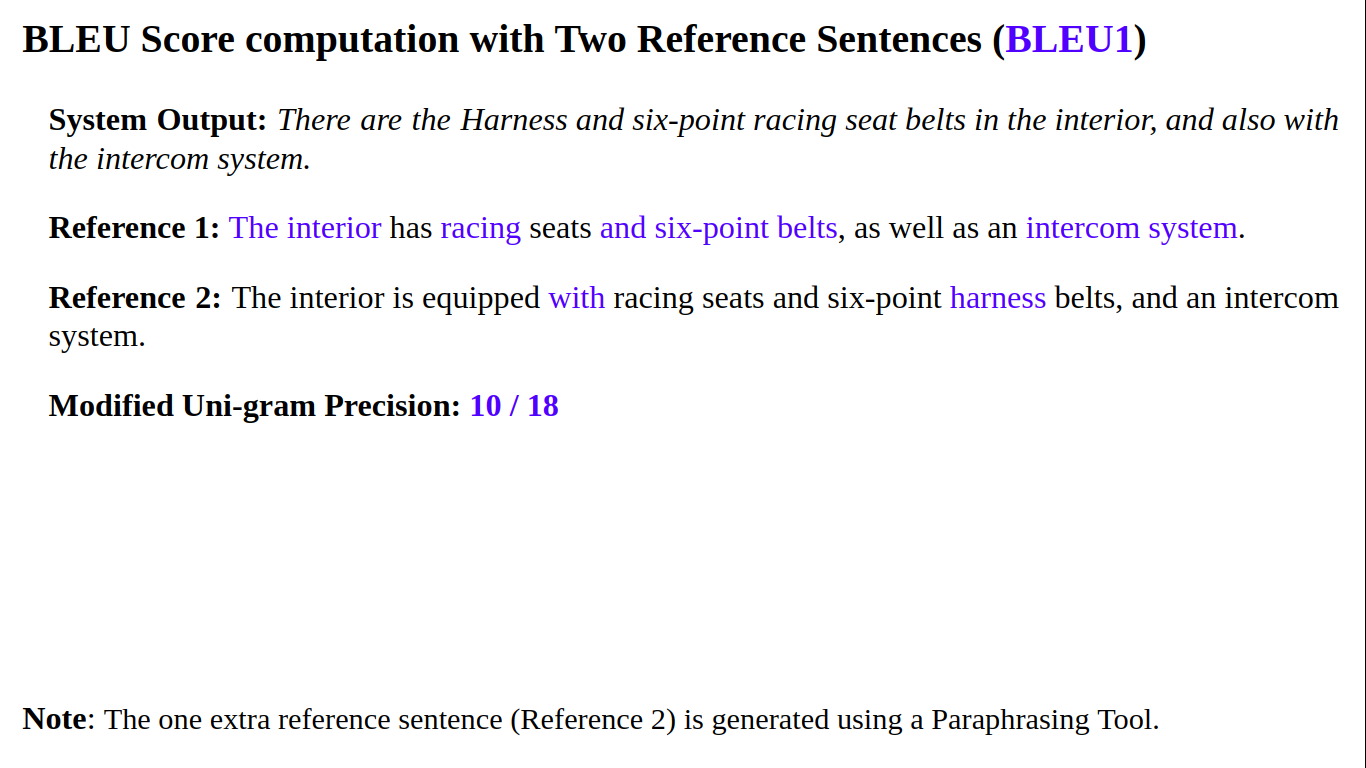 BLEU Score computation with Two Reference Sentences (BLEU1)
System Output: There are the Harness and six-point racing seat belts in the interior, and also with
the intercom system.
Reference 1: The interior has racing seats and six-point belts, as well as an intercom system.
Reference 2: The interior is equipped with racing seats and six-point harness belts, and an intercom
system.
Modified Uni-gram Precision: 10 / 18
Note: The one extra reference sentence (Reference 2) is generated using a Paraphrasing Tool.